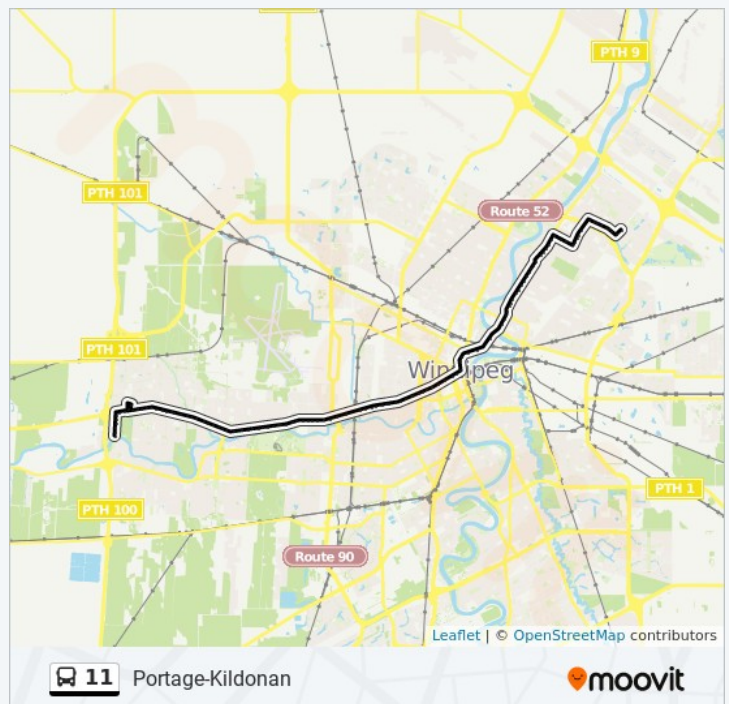 PTH 9
PTH 101
Route 52
PTH 101
Winnipeg
PTH 1
PTH 100
Route 90
Leaflet | © OpenStreetMap contributors
11 Portage-Kildonan
moovit